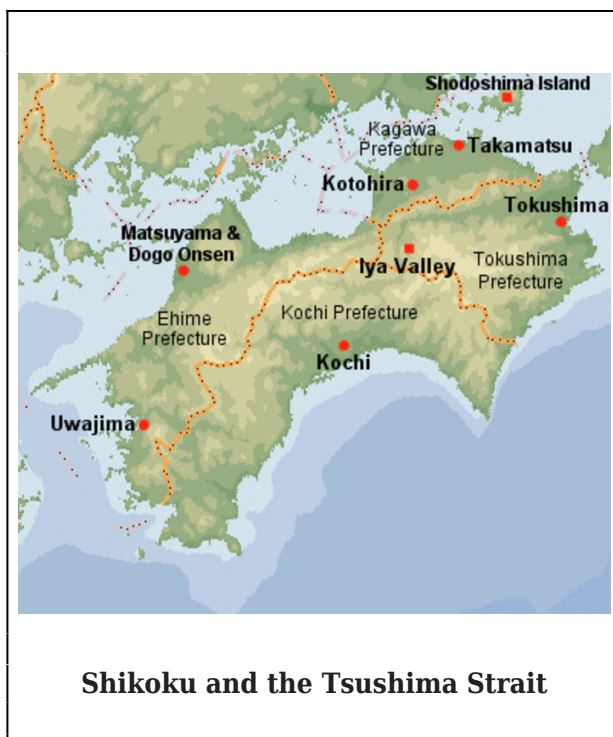 Shodoshima Island
Kagawa
Prefecture
Takamatsu
Kotohira
Tokushima
Matsuyama &
Dogo Onsen
Iya Valley
Tokushima
Prefecture
Ehime
Prefecture
Kochi Prefecture
Kochi
Uwajima
Shikoku and the Tsushima Strait